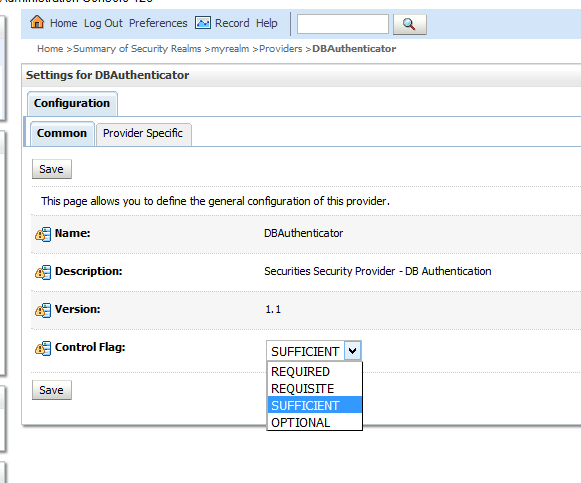 Administration Console 12c
Home Log Out Preferences Record Help
Home >Summary of Security Realms >myrealm >Providers >DBAuthenticator
Settings for DBAuthenticator
Configuration
Common Provider Specific
Save
This page allows you to define the general configuration of this provider.
Name: DBAuthenticator
Description: Securities Security Provider - DB Authentication
Version: 1.1
Control Flag: SUFFICIENT
REQUIRED
REQUISITE
SUFFICIENT
OPTIONAL
Save